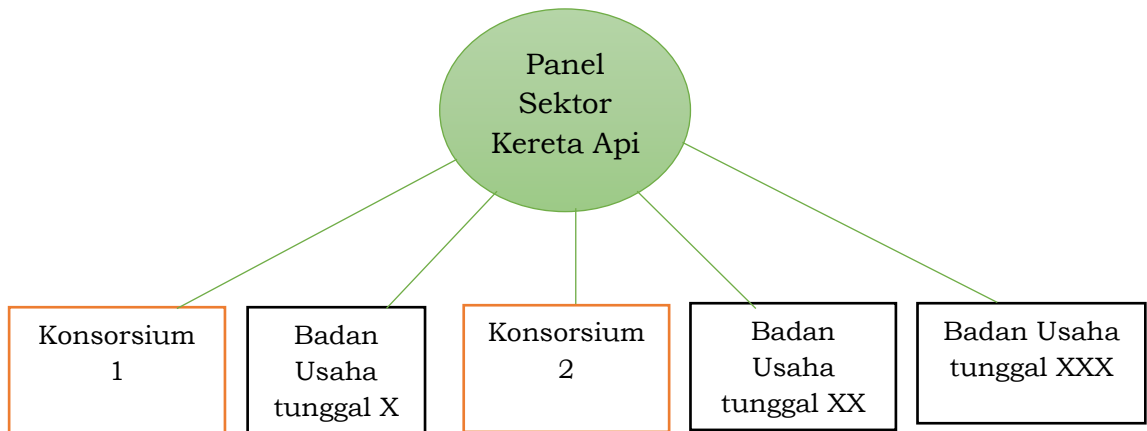 Panel
Sektor
Kereta Api
Konsorsium
1
Badan
Usaha
tunggal X
Konsorsium
2
Badan
Usaha
tunggal XX
Badan Usaha
tunggal XXX